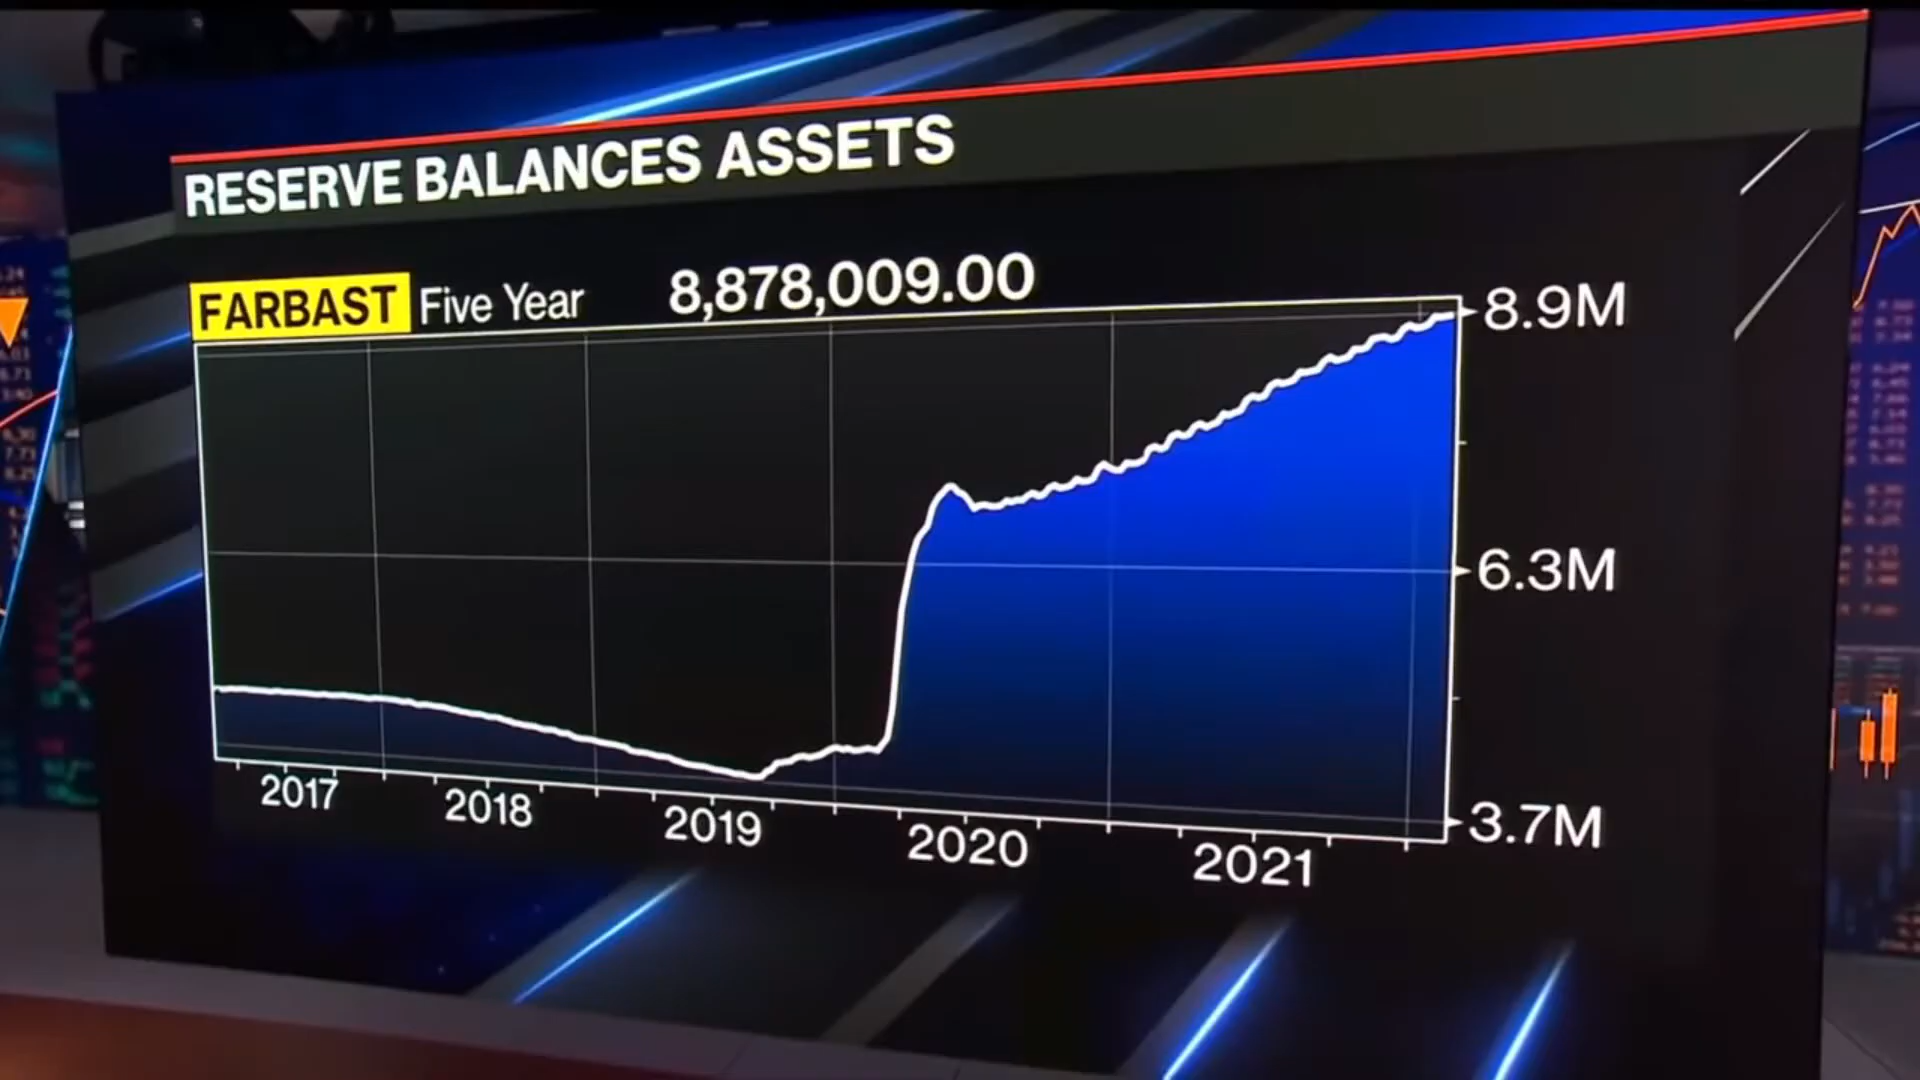 RESERVE BALANCES ASSETS
FARBAST Five Year 8,878,009.00
8.9M
6.3M
3.7M
2017 2018 2019 2020 2021